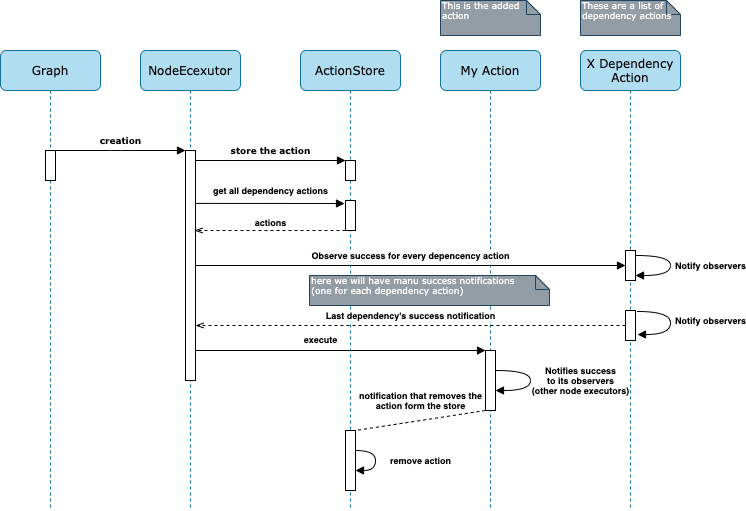 This is the added
action
These are a list of
dependency actions
Graph
NodeEcexutor
ActionStore
My Action
X Dependency
Action
creation
store the action
get all dependency actions
actions
Observe success for every depencency action
Notify observers
here we will have manu success notifications
(one for each dependency action)
Last dependency's success notification
Notify observers
execute
Notifies success
to its observers
(other node executors)
notification that removes the
action form the store
remove action